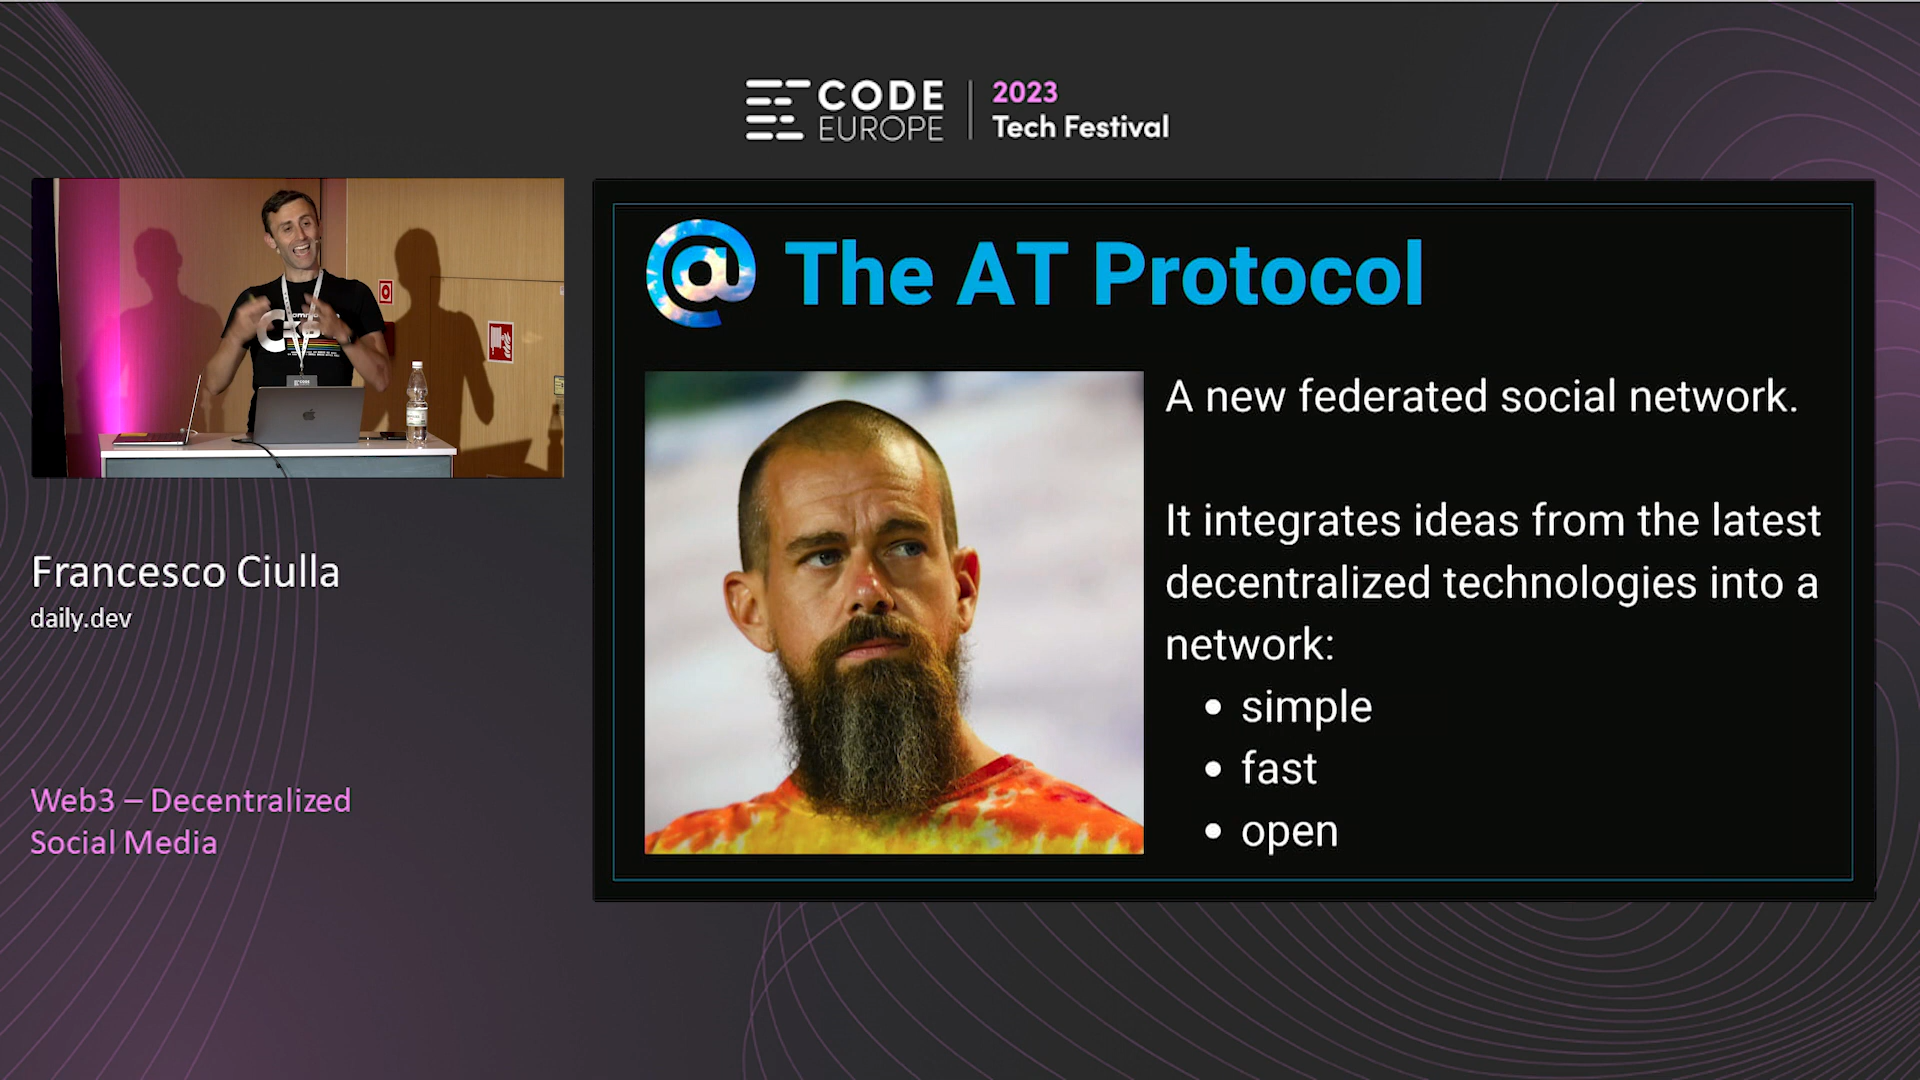 CODE
EUROPE
2023
Tech Festival
@ The AT Protocol
A new federated social network.
It integrates ideas from the latest
decentralized technologies into a
network:
• simple
• fast
• open
Francesco Ciulla
daily.dev
Web3 – Decentralized
Social Media